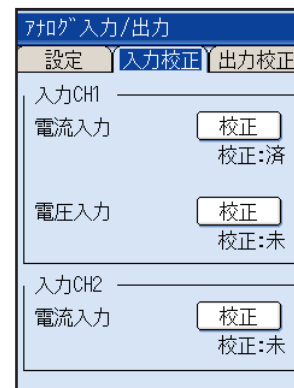 ｱﾅﾛｸﾞ入力/出力
設定 入力校正 出力校正
入力CH1
電流入力 校正
校正:済
電圧入力 校正
校正:未
入力CH2
電流入力 校正
校正:未